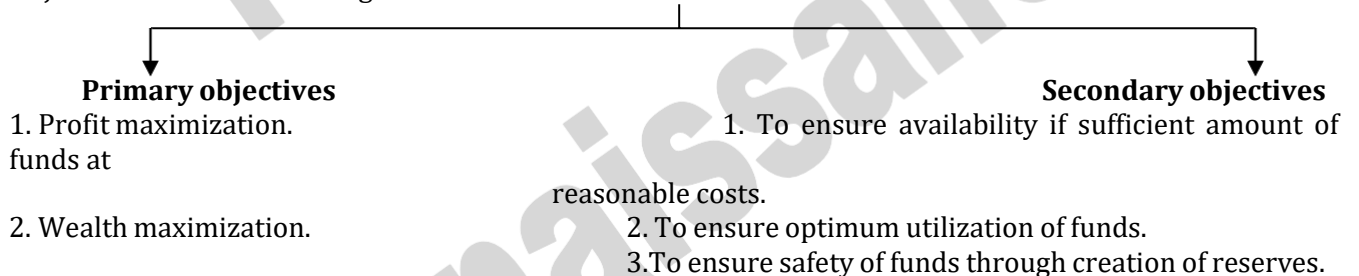 Primary objectives Secondary objectives
1. Profit maximization. 1. To ensure availability if sufficient amount of
funds at
reasonable costs.
2. Wealth maximization. 2. To ensure optimum utilization of funds.
3.To ensure safety of funds through creation of reserves.